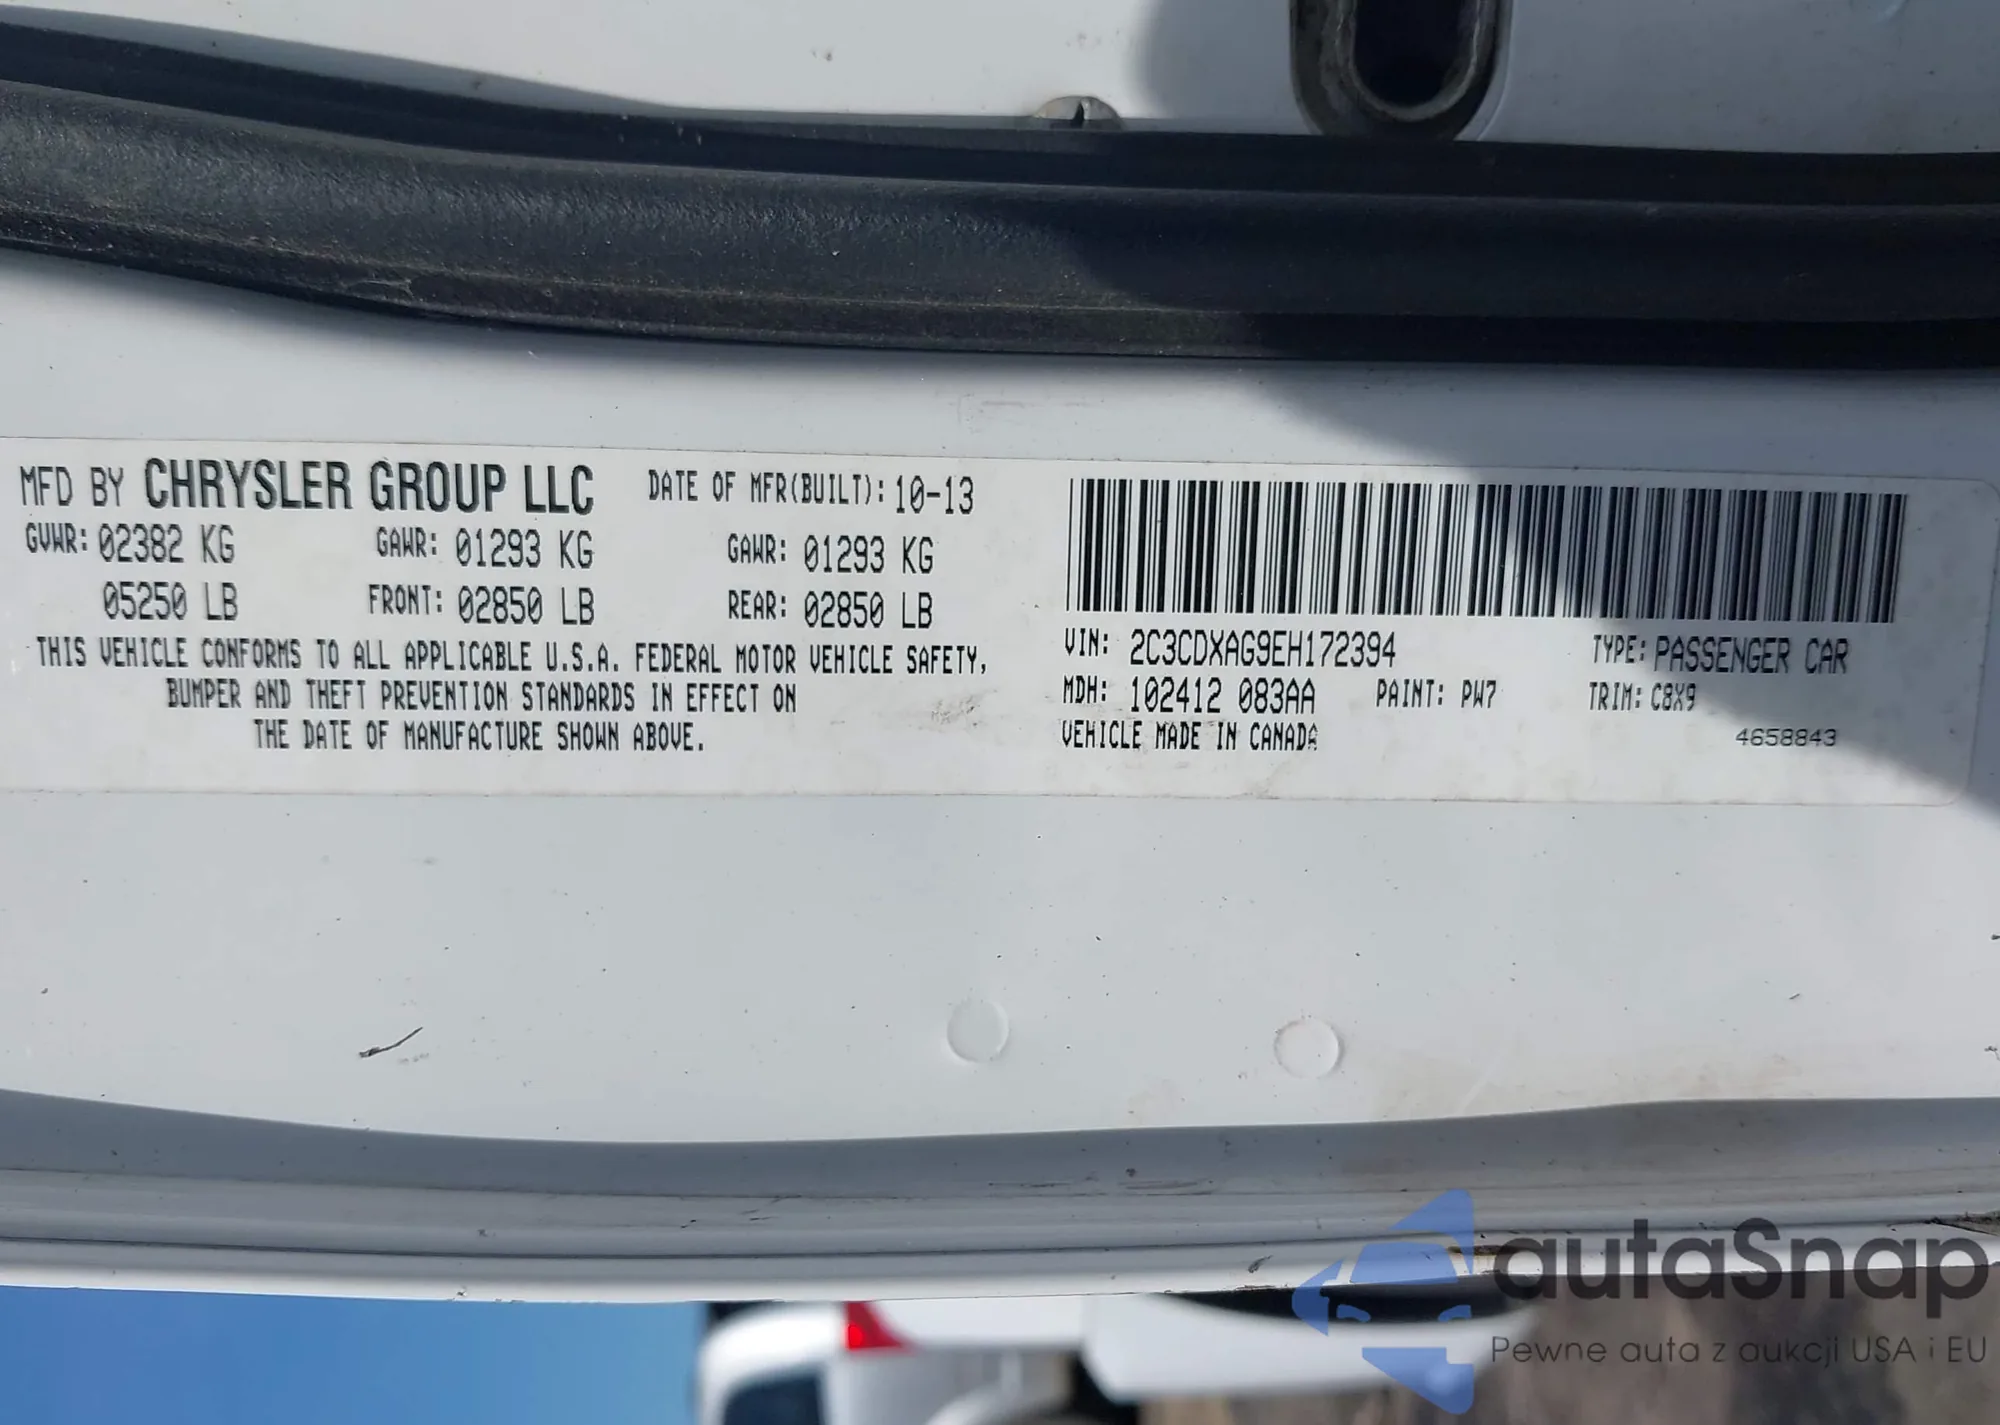 MFD BY CHRYSLER GROUP LLC DATE OF MFR(BUILT): 10-13
GVWR: 02382 KG GAWR: 01293 KG GAWR: 01293 KG
05250 LB FRONT: 02850 LB REAR: 02850 LB
THIS VEHICLE CONFORMS TO ALL APPLICABLE U.S.A. FEDERAL MOTOR VEHICLE SAFETY,
BUMPER AND THEFT PREVENTION STANDARDS IN EFFECT ON
THE DATE OF MANUFACTURE SHOWN ABOVE.
VIN: 2C3CDXAG9EH172394 TYPE: PASSENGER CAR
MDH: 102412 083AA PAINT: PW7 TRIM: C8X9
VEHICLE MADE IN CANADA 4658843
autaSnap
Pewne auta z aukcji USA i EU